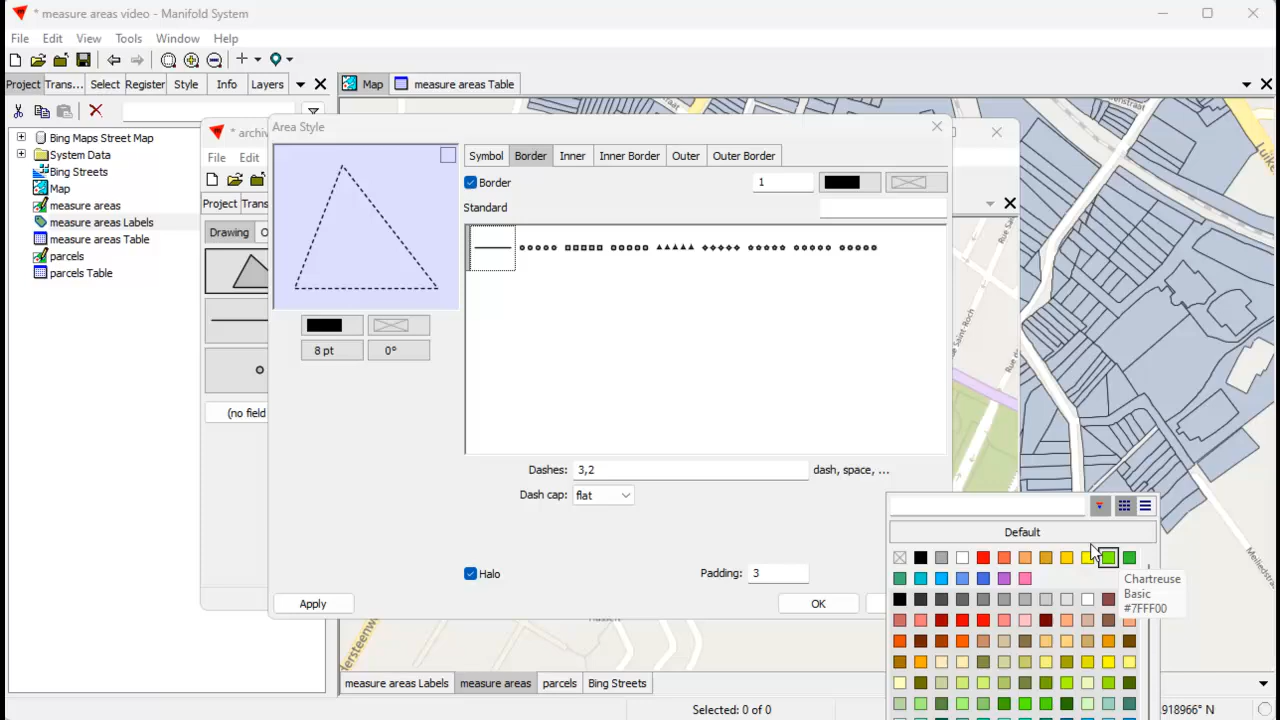 * measure areas video - Manifold System
File Edit View Tools Window Help
Project Trans... Select Register Style Info Layers
Map measure areas Table
Bing Maps Street Map
System Data
Bing Streets
Map
measure areas
measure areas Labels
measure areas Table
parcels
parcels Table
* archiv
File Edit
Project Trans
Drawing
(no field
Area Style
8 pt 0°
Symbol Border Inner Inner Border Outer Outer Border
Border 1
Standard
Dashes: 3,2 dash, space, ...
Dash cap: flat
Halo Padding: 3
Apply OK
Default
Chartreuse
Basic
#7FFF00
Rue Saint-Roch
measure areas Labels measure areas parcels Bing Streets
Selected: 0 of 0
918966° N